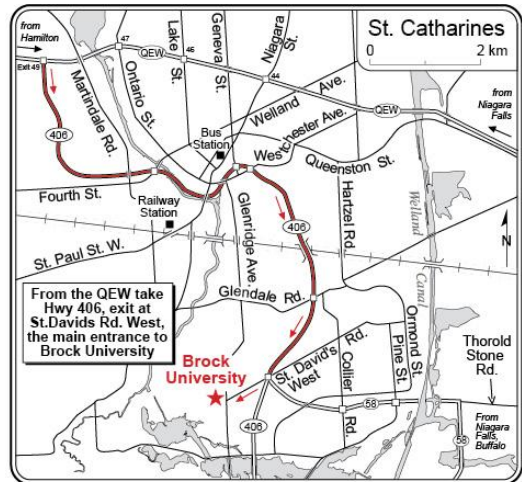 St. Catharines
0 2 km
from
Hamilton
Exit 49
47
QEW
Lake
St.
46
Geneva St.
Niagara
St.
44
QEW
from
Niagara
Falls
Martindale Rd.
Ontario St.
Welland Ave.
Bus
Station
Westchester Ave.
Queenston St.
406
Fourth St.
Railway
Station
Hartzel Rd.
Welland
Canal
N
St. Paul St. W.
Glenridge Ave.
406
Glendale Rd.
From the QEW take
Hwy 406, exit at
St.Davids Rd. West,
the main entrance to
Brock University
Brock
University
St. David's Rd.
West
Collier
Rd.
Pine St.
Ormond St.
Thorold
Stone
Rd.
406
58
58
From
Niagara
Falls,
Buffalo